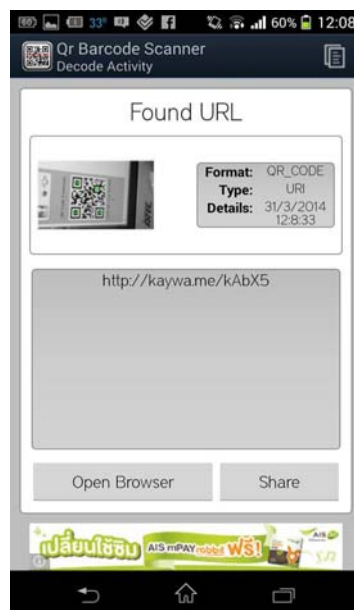 33° 60% 12:08
Qr Barcode Scanner
Decode Activity
Found URL
Format: QR_CODE
Type: URI
Details: 31/3/2014
12:8:33
http://kaywa.me/kAbX5
Open Browser
Share
เปลี่ยนใช้ซิม AIS mPAY rabbit ฟรี!
AIS